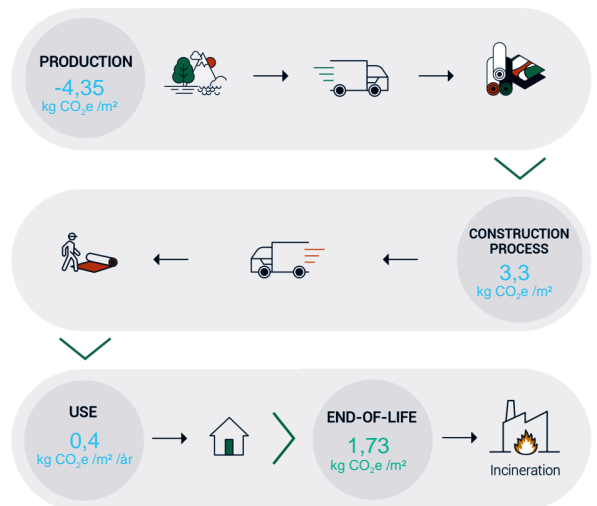 PRODUCTION
-4,35
kg CO₂e /m²
CONSTRUCTION
PROCESS
3,3
kg CO₂e /m²
USE
0,4
kg CO₂e /m² /år
END-OF-LIFE
1,73
kg CO₂e /m²
Incineration